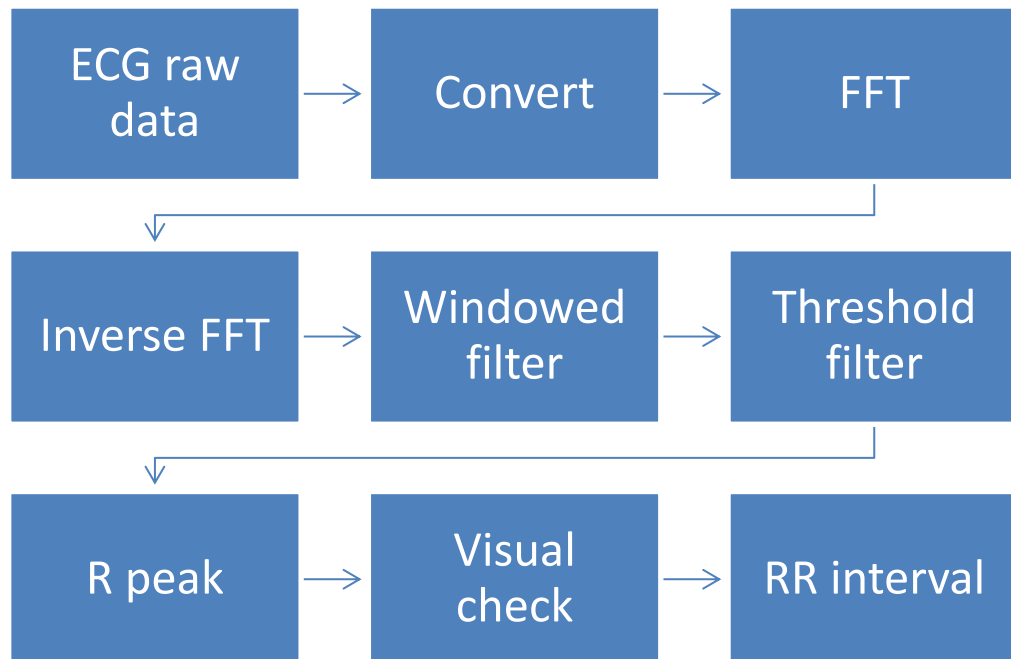 ECG raw
data
Convert
FFT
Inverse FFT
Windowed
filter
Threshold
filter
R peak
Visual
check
RR interval